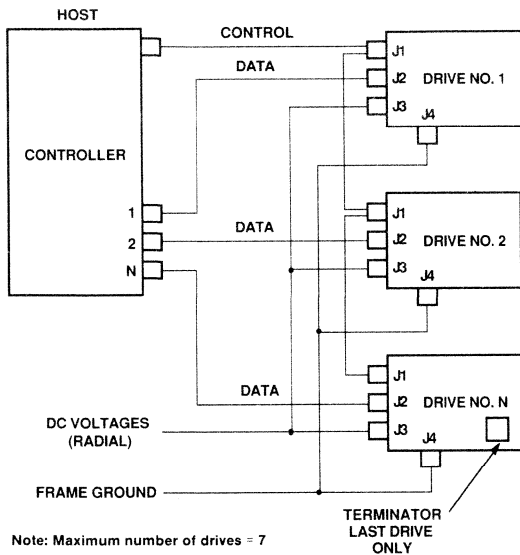 HOST
CONTROL
J1
DATA
J2
DRIVE NO. 1
J3
J4
CONTROLLER
1
2
N
DATA
J1
J2
DRIVE NO. 2
J3
J4
DATA
J1
J2
DRIVE NO. N
J3
J4
DC VOLTAGES
(RADIAL)
FRAME GROUND
TERMINATOR
LAST DRIVE
ONLY
Note: Maximum number of drives = 7